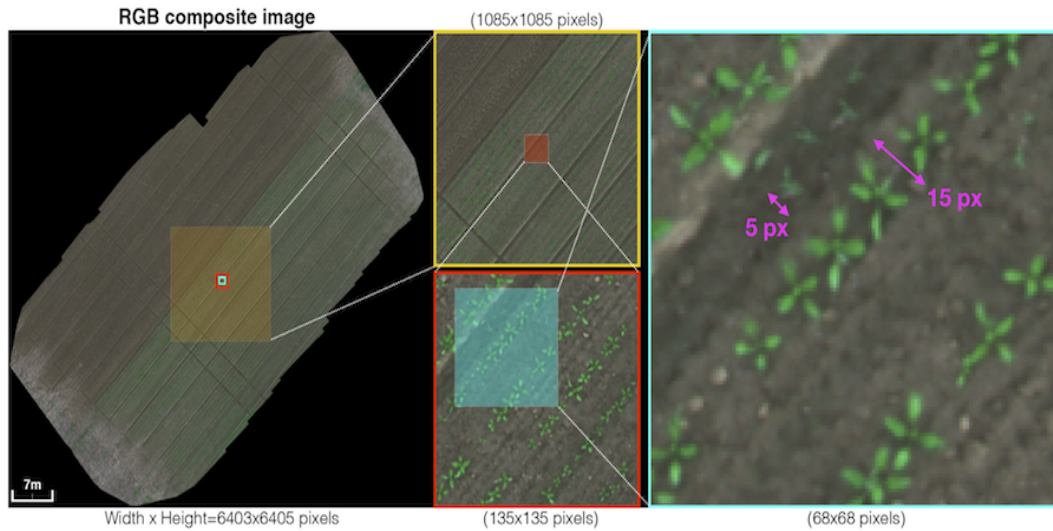 RGB composite image
(1085x1085 pixels)
15 px
5 px
7m
Width x Height=6403x6405 pixels
(135x135 pixels)
(68x68 pixels)